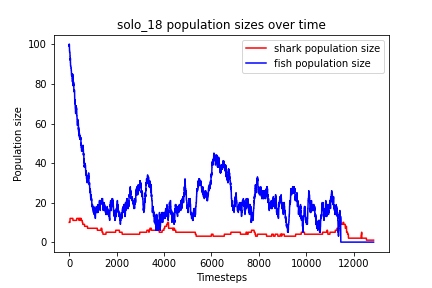 solo_18 population sizes over time
shark population size
fish population size
Population size
100
80
60
40
20
0
0
2000
4000
6000
8000
10000
12000
Timesteps